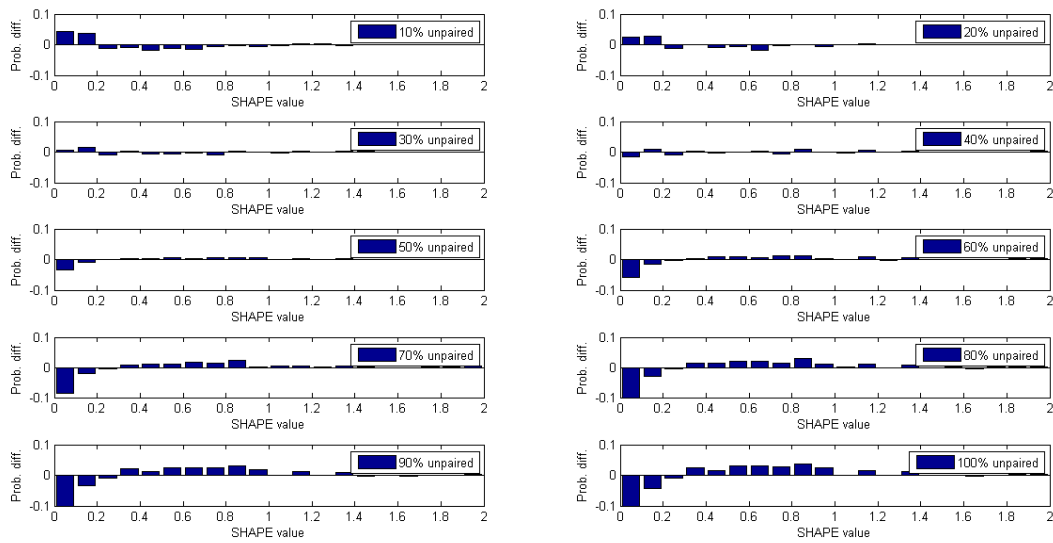 0.1
0
-0.1
Prob. diff.
10% unpaired
0 0.2 0.4 0.6 0.8 1 1.2 1.4 1.6 1.8 2
SHAPE value
0.1
0
-0.1
Prob. diff.
20% unpaired
0 0.2 0.4 0.6 0.8 1 1.2 1.4 1.6 1.8 2
SHAPE value
0.1
0
-0.1
Prob. diff.
30% unpaired
0 0.2 0.4 0.6 0.8 1 1.2 1.4 1.6 1.8 2
SHAPE value
0.1
0
-0.1
Prob. diff.
40% unpaired
0 0.2 0.4 0.6 0.8 1 1.2 1.4 1.6 1.8 2
SHAPE value
0.1
0
-0.1
Prob. diff.
50% unpaired
0 0.2 0.4 0.6 0.8 1 1.2 1.4 1.6 1.8 2
SHAPE value
0.1
0
-0.1
Prob. diff.
60% unpaired
0 0.2 0.4 0.6 0.8 1 1.2 1.4 1.6 1.8 2
SHAPE value
0.1
0
-0.1
Prob. diff.
70% unpaired
0 0.2 0.4 0.6 0.8 1 1.2 1.4 1.6 1.8 2
SHAPE value
0.1
0
-0.1
Prob. diff.
80% unpaired
0 0.2 0.4 0.6 0.8 1 1.2 1.4 1.6 1.8 2
SHAPE value
0.1
0
-0.1
Prob. diff.
90% unpaired
0 0.2 0.4 0.6 0.8 1 1.2 1.4 1.6 1.8 2
SHAPE value
0.1
0
-0.1
Prob. diff.
100% unpaired
0 0.2 0.4 0.6 0.8 1 1.2 1.4 1.6 1.8 2
SHAPE value